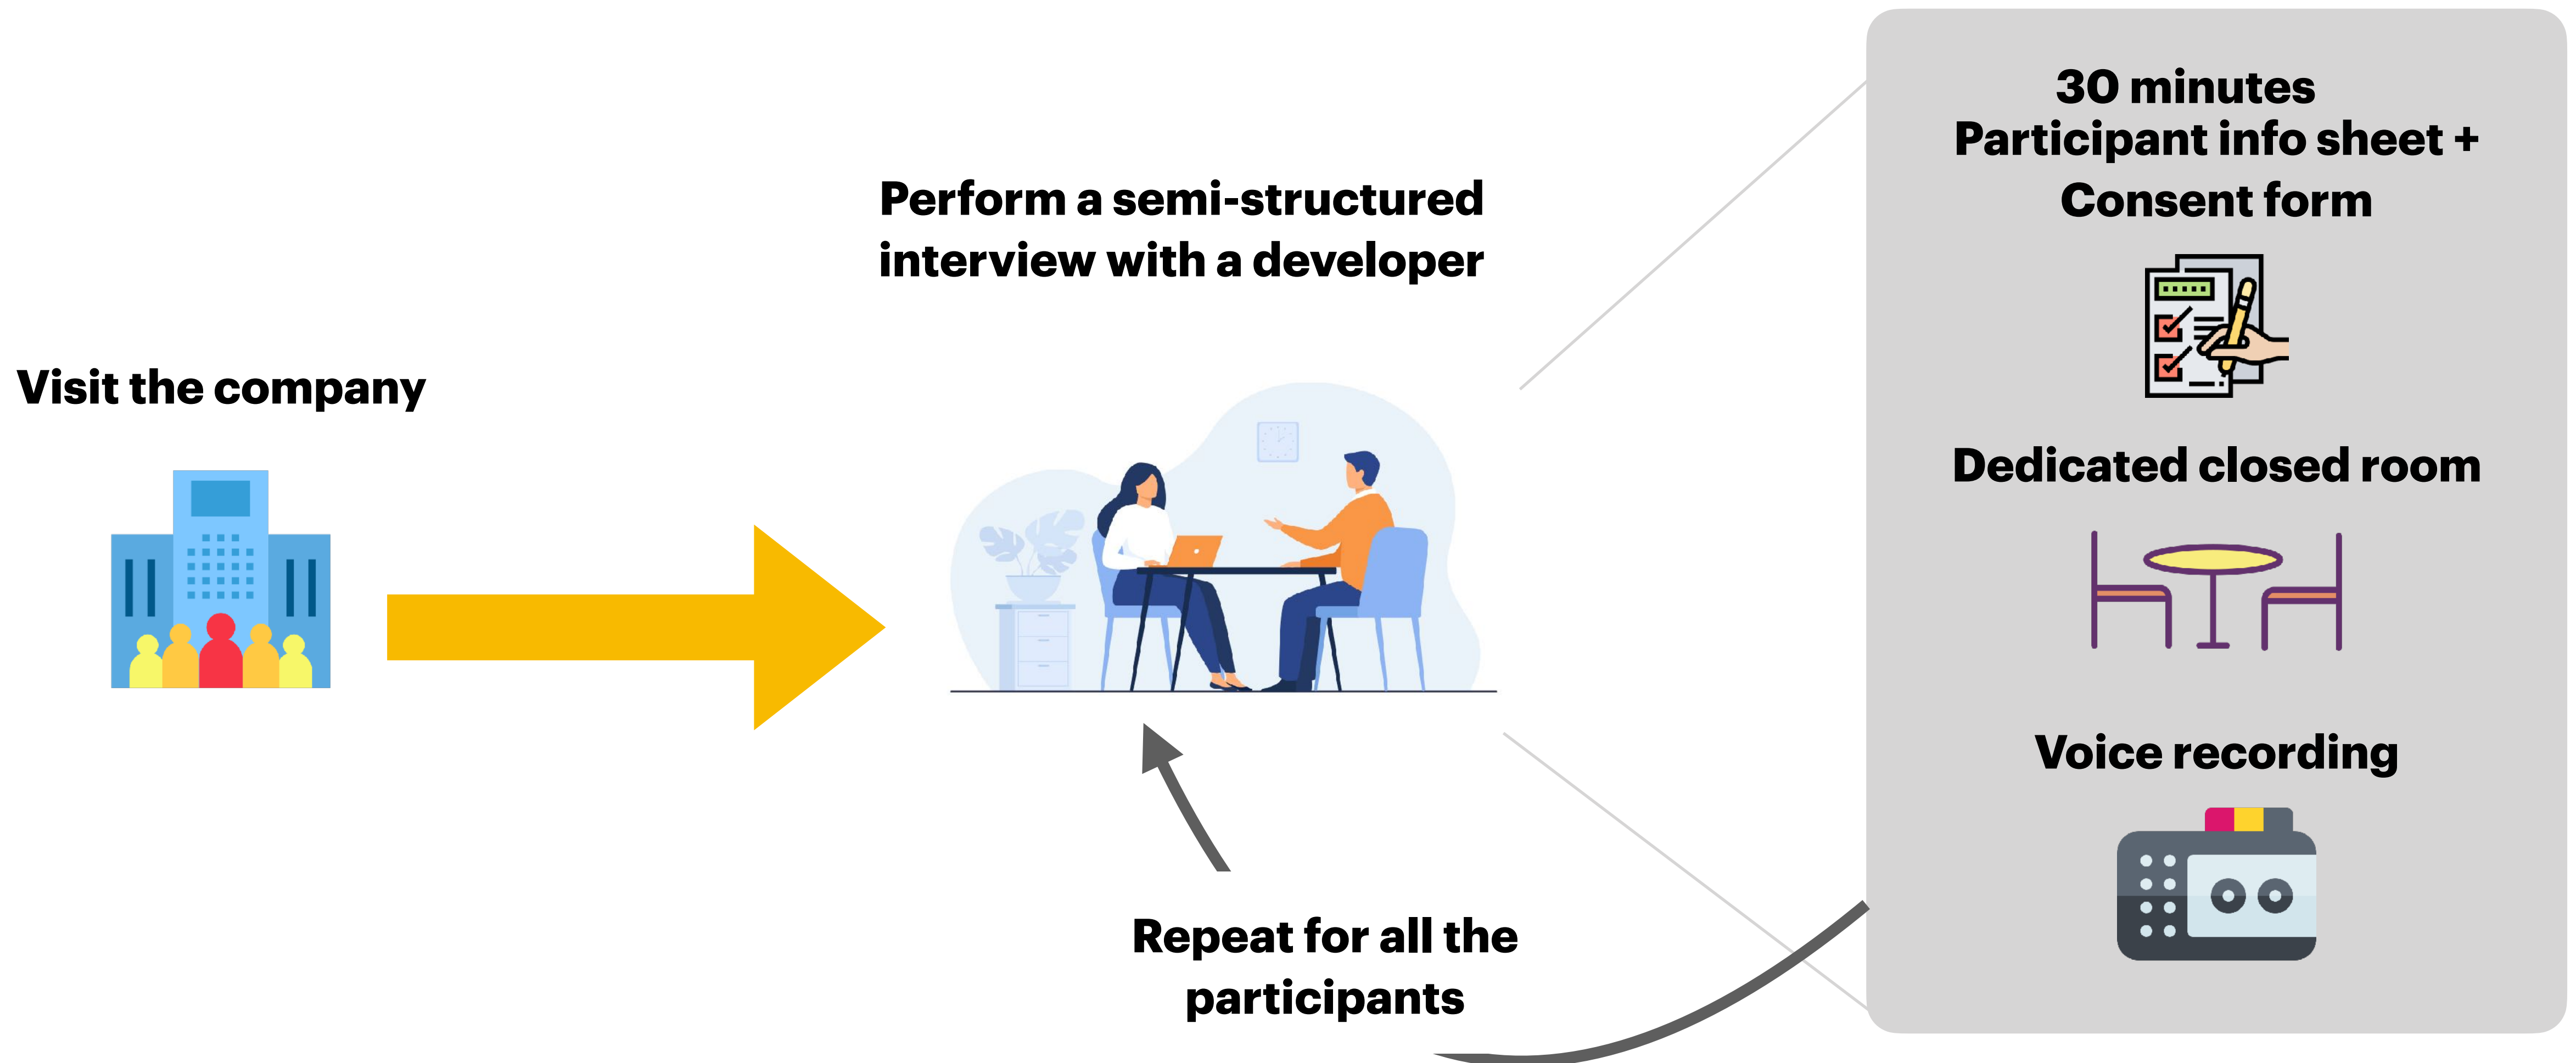 Visit the company
Perform a semi-structured
interview with a developer
Repeat for all the
participants
30 minutes
Participant info sheet +
Consent form
Dedicated closed room
Voice recording